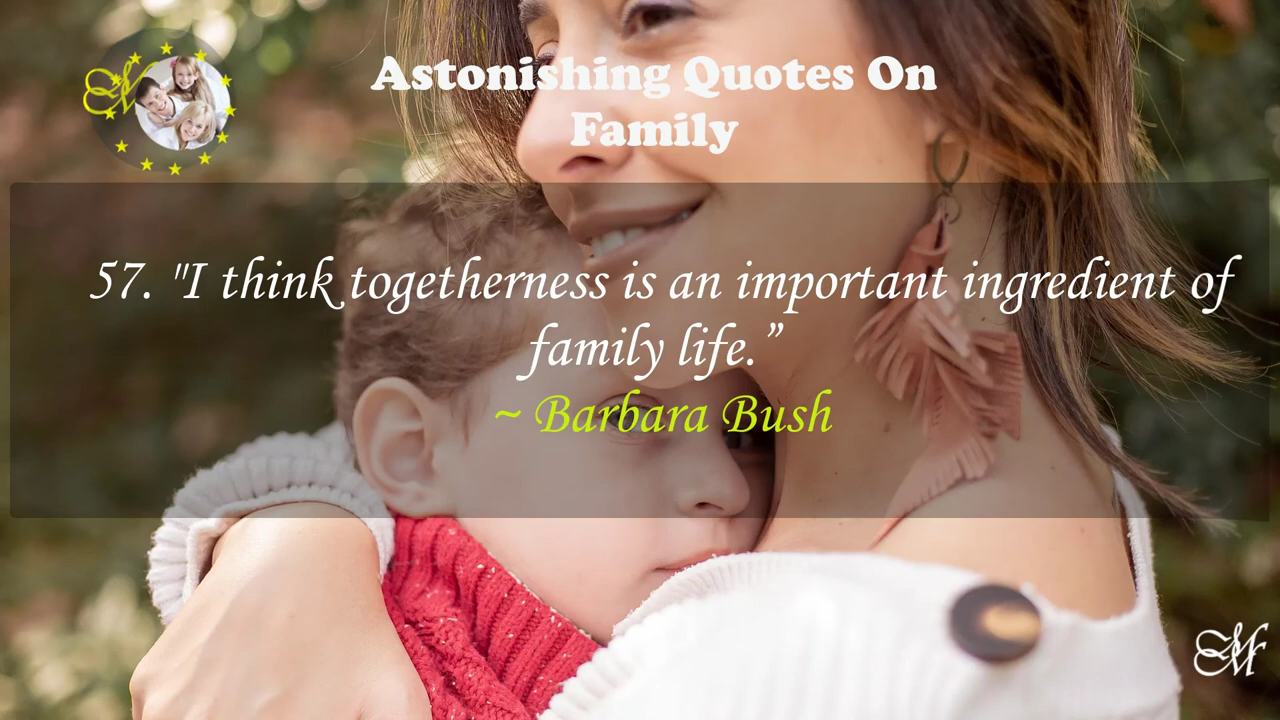 Astonishing Quotes On
Family
57. "I think togetherness is an important ingredient of
family life.”
~ Barbara Bush